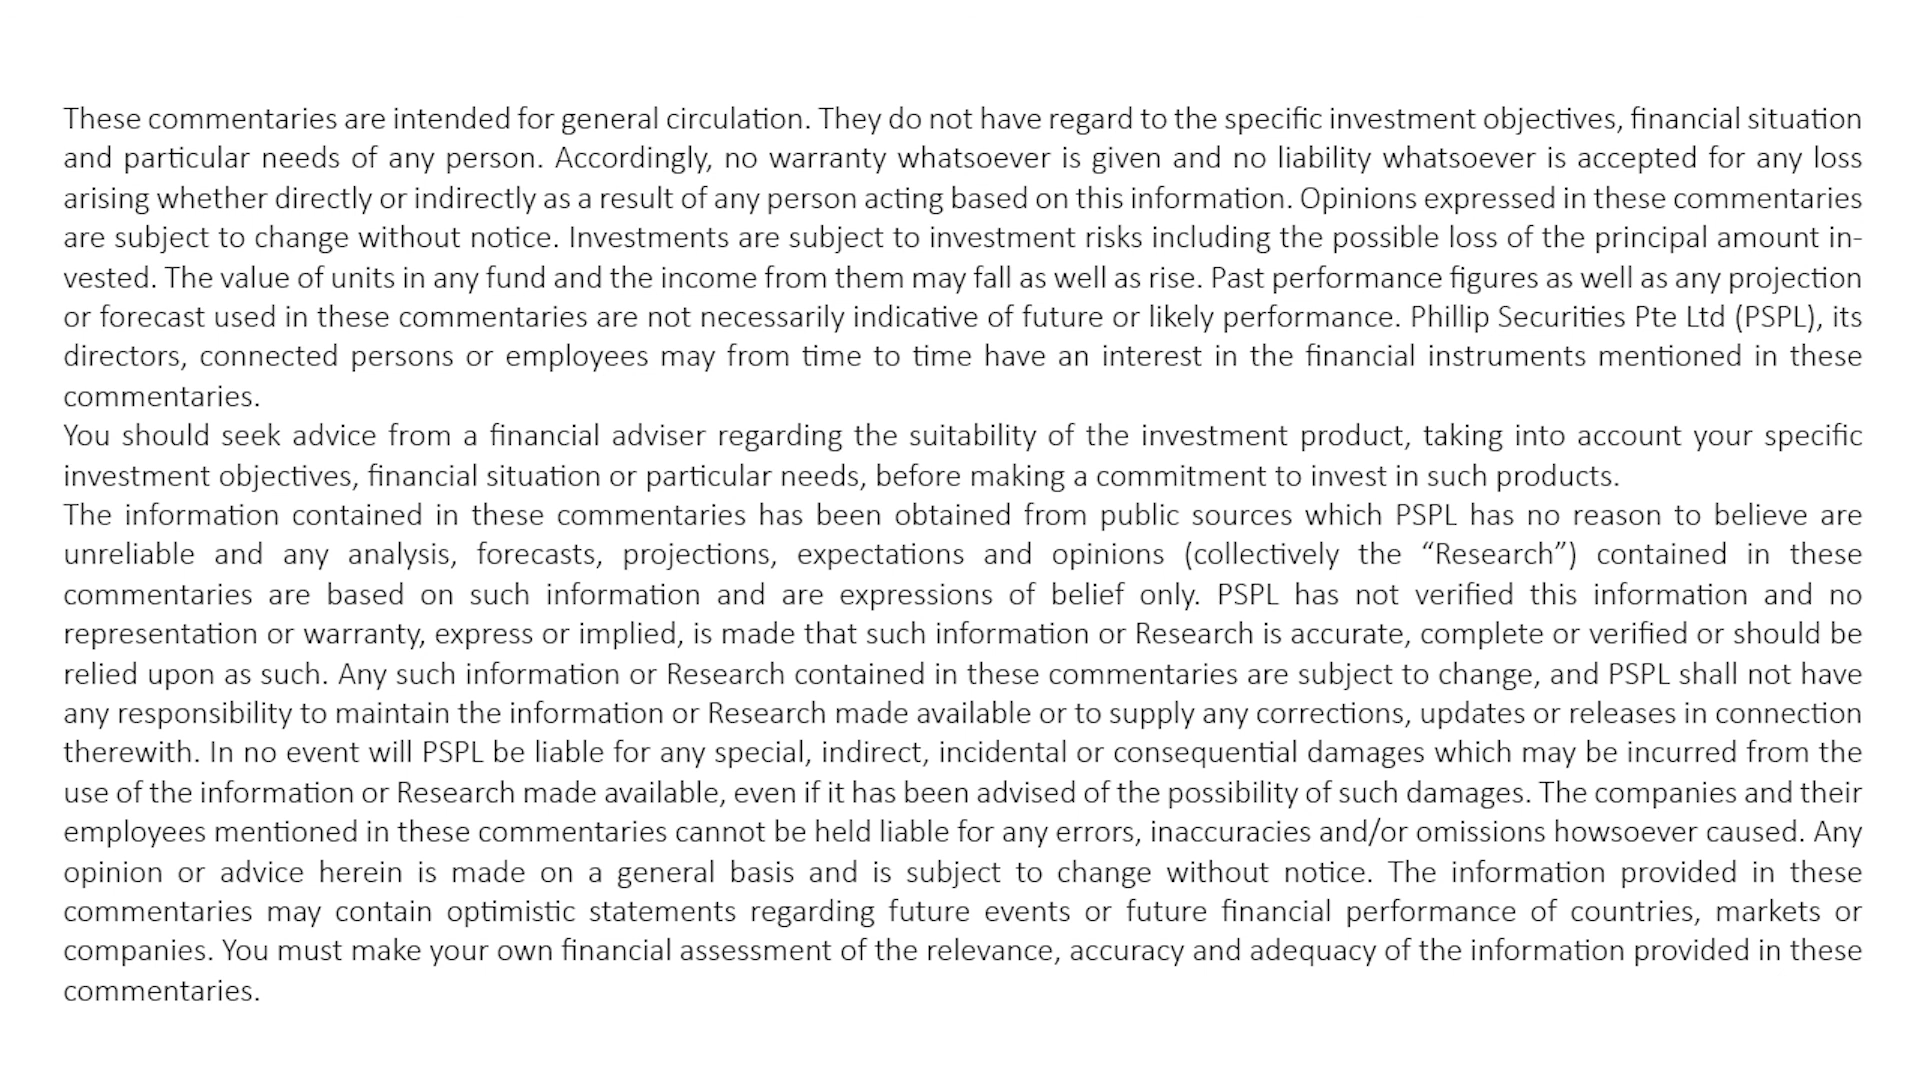 These commentaries are intended for general circulation. They do not have regard to the specific investment objectives, financial situation
and particular needs of any person. Accordingly, no warranty whatsoever is given and no liability whatsoever is accepted for any loss
arising whether directly or indirectly as a result of any person acting based on this information. Opinions expressed in these commentaries
are subject to change without notice. Investments are subject to investment risks including the possible loss of the principal amount in-
vested. The value of units in any fund and the income from them may fall as well as rise. Past performance figures as well as any projection
or forecast used in these commentaries are not necessarily indicative of future or likely performance. Phillip Securities Pte Ltd (PSPL), its
directors, connected persons or employees may from time to time have an interest in the financial instruments mentioned in these
commentaries.
You should seek advice from a financial adviser regarding the suitability of the investment product, taking into account your specific
investment objectives, financial situation or particular needs, before making a commitment to invest in such products.
The information contained in these commentaries has been obtained from public sources which PSPL has no reason to believe are
unreliable and any analysis, forecasts, projections, expectations and opinions (collectively the “Research”) contained in these
commentaries are based on such information and are expressions of belief only. PSPL has not verified this information and no
representation or warranty, express or implied, is made that such information or Research is accurate, complete or verified or should be
relied upon as such. Any such information or Research contained in these commentaries are subject to change, and PSPL shall not have
any responsibility to maintain the information or Research made available or to supply any corrections, updates or releases in connection
therewith. In no event will PSPL be liable for any special, indirect, incidental or consequential damages which may be incurred from the
use of the information or Research made available, even if it has been advised of the possibility of such damages. The companies and their
employees mentioned in these commentaries cannot be held liable for any errors, inaccuracies and/or omissions howsoever caused. Any
opinion or advice herein is made on a general basis and is subject to change without notice. The information provided in these
commentaries may contain optimistic statements regarding future events or future financial performance of countries, markets or
companies. You must make your own financial assessment of the relevance, accuracy and adequacy of the information provided in these
commentaries.